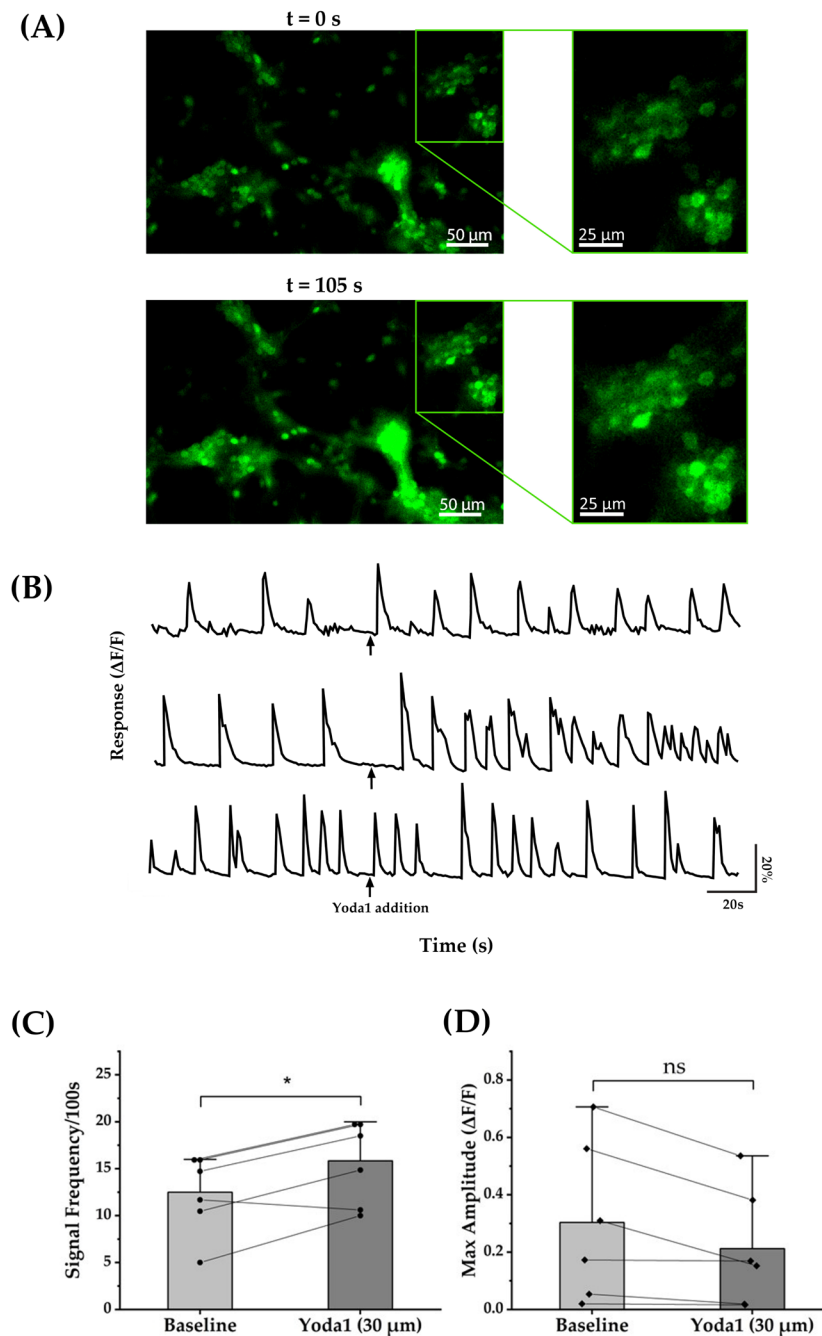 (A)
t = 0 s
50 µm
25 µm
t = 105 s
50 µm
25 µm
(B)
Response (ΔF/F)
Yoda1 addition
20%
20s
Time (s)
(C)
Signal Frequency/100s
25
20
15
10
5
0
*
Baseline
Yoda1 (30 µm)
(D)
Max Amplitude (ΔF/F)
0.8
0.6
0.4
0.2
0.0
ns
Baseline
Yoda1 (30 µm)